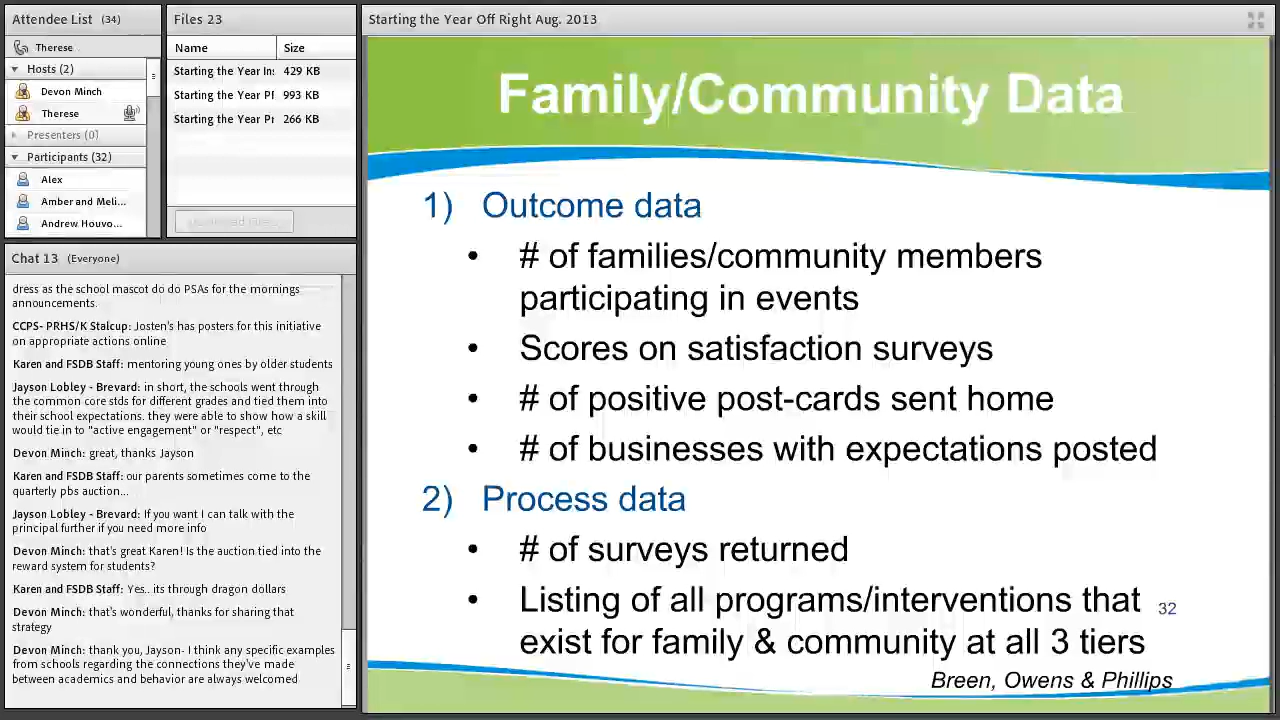 Attendee List (34)
Therese
Hosts (2)
Devon Minch
Therese
Presenters (0)
Participants (32)
Alex
Amber and Meli...
Andrew Houvo...
Files 23
Name Size
Starting the Year In: 429 KB
Starting the Year Pl 993 KB
Starting the Year Pr 266 KB
Chat 13 (Everyone)
dress as the school mascot do do PSAs for the mornings
announcements.
CCPS- PRHS/K Stalcup: Josten's has posters for this initiative
on appropriate actions online
Karen and FSDB Staff: mentoring young ones by older students
Jayson Lobley - Brevard: in short, the schools went through
the common core stds for different grades and tied them into
their school expectations. they were able to show how a skill
would tie in to "active engagement" or "respect", etc
Devon Minch: great, thanks Jayson
Karen and FSDB Staff: our parents sometimes come to the
quarterly pbs auction...
Jayson Lobley - Brevard: If you want I can talk with the
principal further if you need more info
Devon Minch: that's great Karen! Is the auction tied into the
reward system for students?
Karen and FSDB Staff: Yes.. its through dragon dollars
Devon Minch: that's wonderful, thanks for sharing that
strategy
Devon Minch: thank you, Jayson- I think any specific examples
from schools regarding the connections they've made
between academics and behavior are always welcomed
Starting the Year Off Right Aug. 2013
Family/Community Data
1) Outcome data
• # of families/community members
participating in events
• Scores on satisfaction surveys
• # of positive post-cards sent home
• # of businesses with expectations posted
2) Process data
• # of surveys returned
• Listing of all programs/interventions that
exist for family & community at all 3 tiers
32
Breen, Owens & Phillips